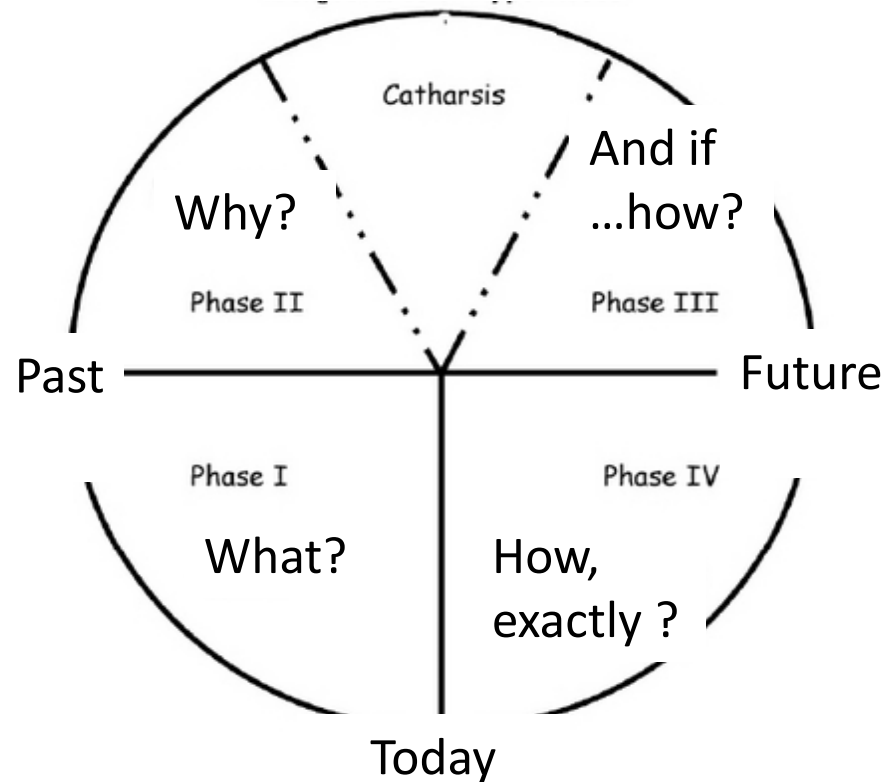 Catharsis
And if
...how?
Why?
Phase II
Phase III
Past
Future
Phase I
Phase IV
What?
How,
exactly ?
Today